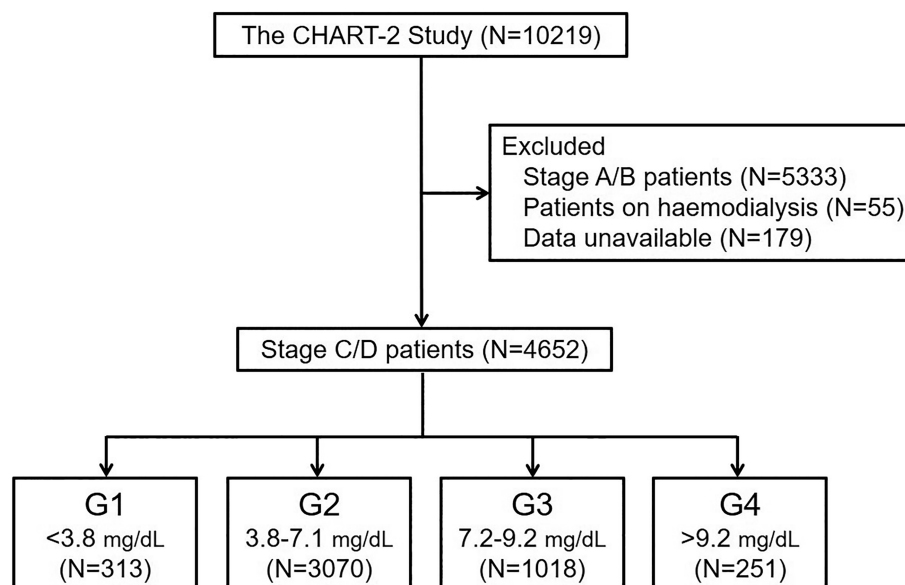 The CHART-2 Study (N=10219)
Excluded
Stage A/B patients (N=5333)
Patients on haemodialysis (N=55)
Data unavailable (N=179)
Stage C/D patients (N=4652)
G1
<3.8 mg/dL
(N=313)
G2
3.8-7.1 mg/dL
(N=3070)
G3
7.2-9.2 mg/dL
(N=1018)
G4
>9.2 mg/dL
(N=251)